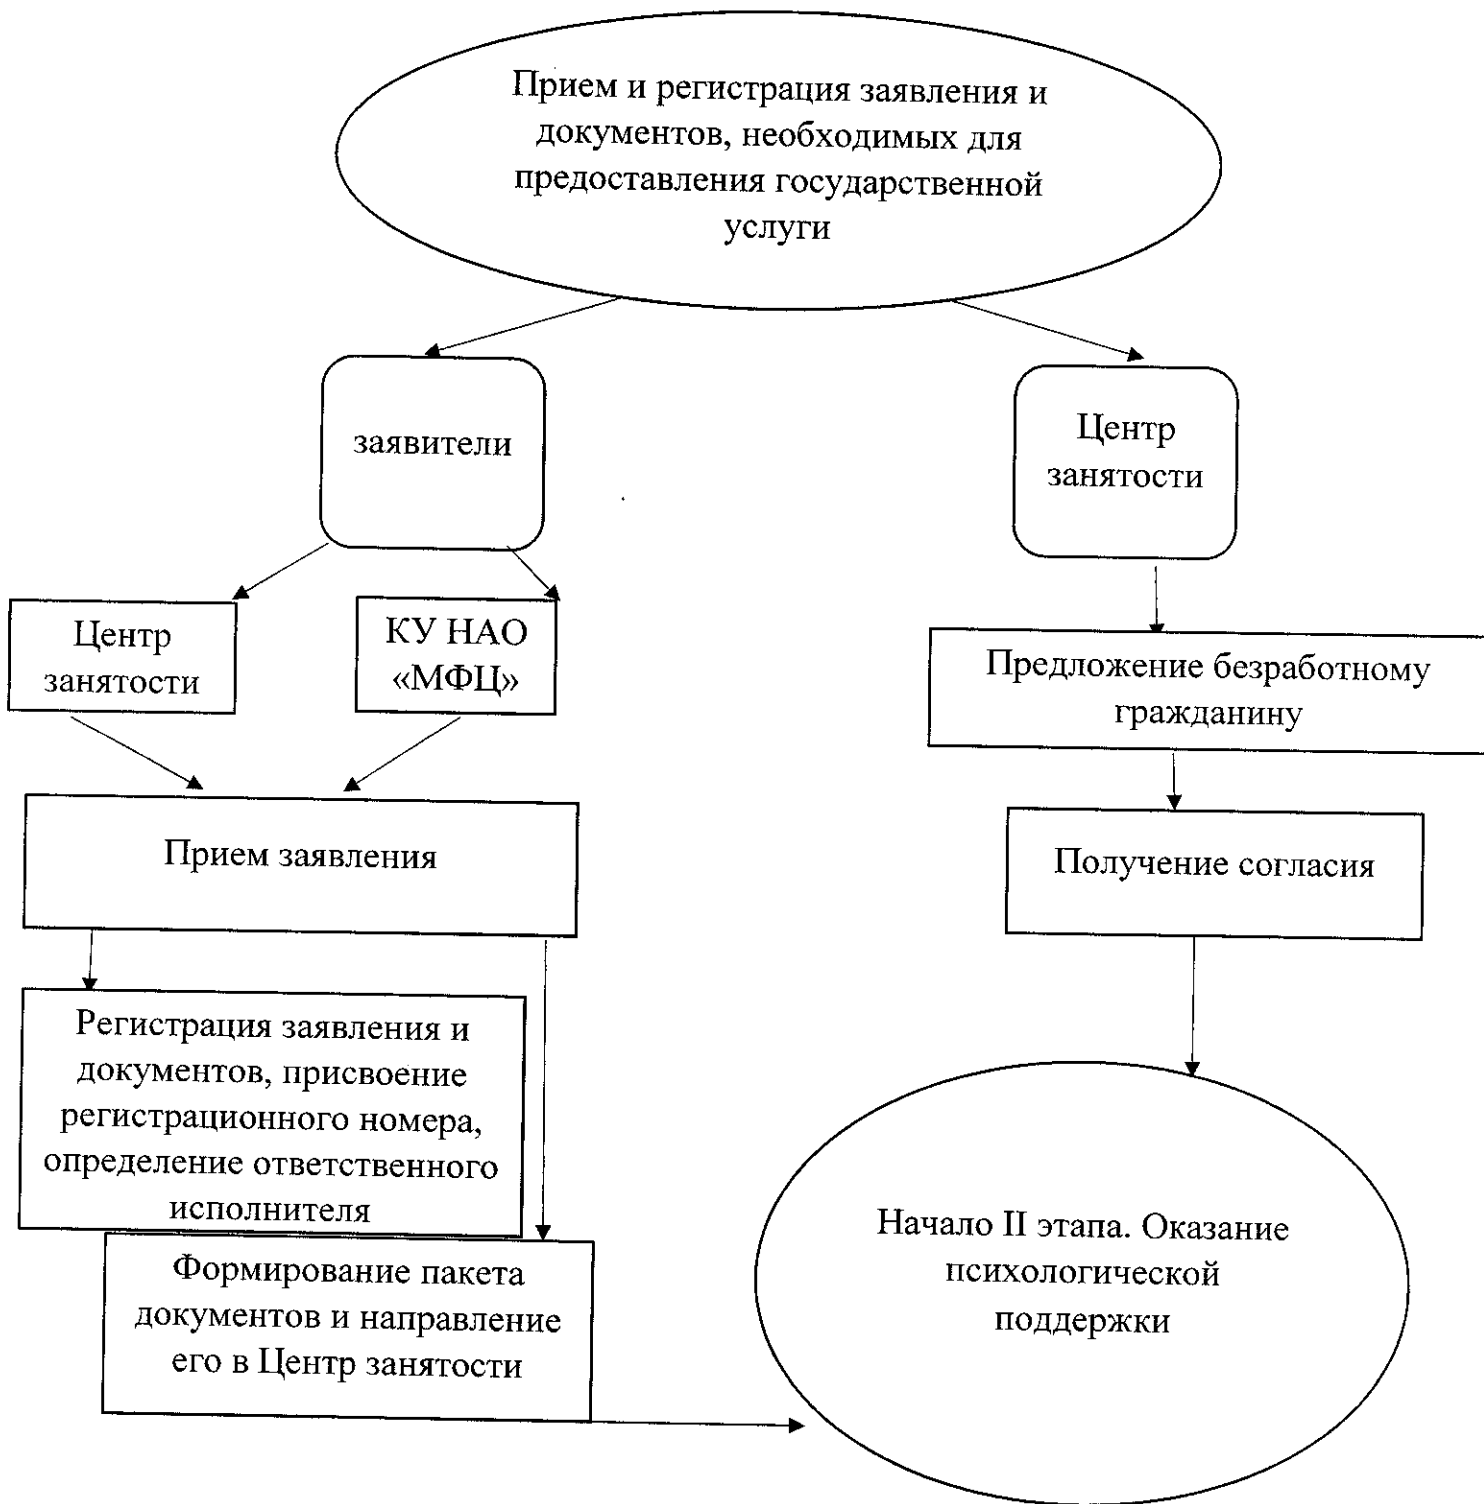 Прием и регистрация заявления и
документов, необходимых для
предоставления государственной
услуги
заявители
Центр
занятости
Центр
занятости
КУ НАО
«МФЦ»
Предложение безработному
гражданину
Прием заявления
Получение согласия
Регистрация заявления и
документов, присвоение
регистрационного номера,
определение ответственного
исполнителя
Формирование пакета
документов и направление
его в Центр занятости
Начало II этапа. Оказание
психологической
поддержки